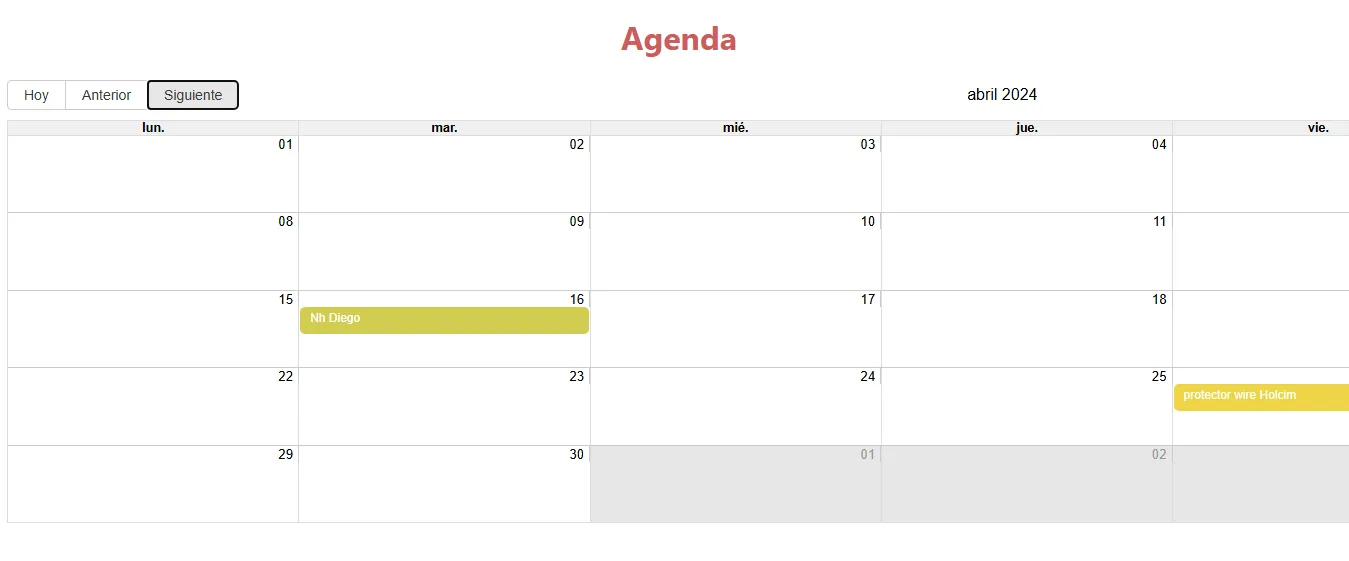 Agenda
Hoy Anterior Siguiente abril 2024
lun. mar. mié. jue. vie.
01 02 03 04
08 09 10 11
15 16 17 18
Nh Diego
22 23 24 25
protector wire Holcim
29 30 01 02